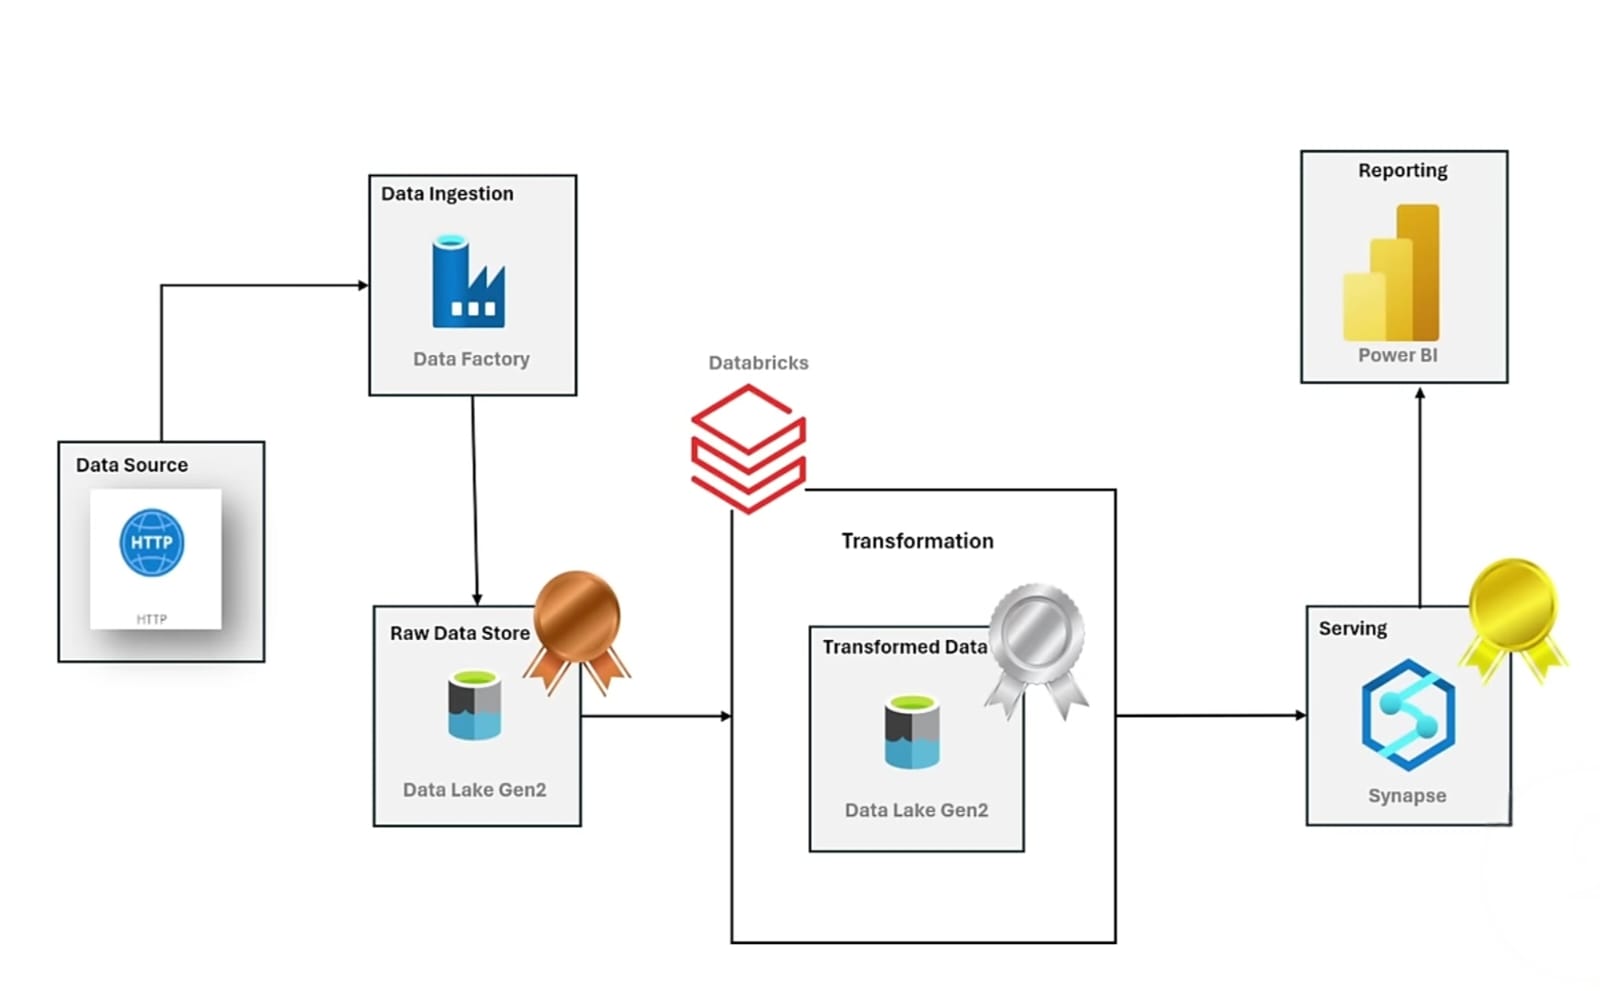 Data Source
HTTP
HTTP
Data Ingestion
Data Factory
Raw Data Store
Data Lake Gen2
Databricks
Transformation
Transformed Data
Data Lake Gen2
Serving
Synapse
Reporting
Power BI